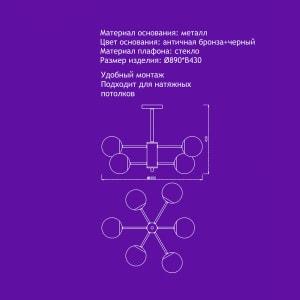 Материал основания: металл
Цвет основания: античная бронза+черный
Материал плафона: стекло
Размер изделия: Ø890*В430
Удобный монтаж
Подходит для натяжных
потолков